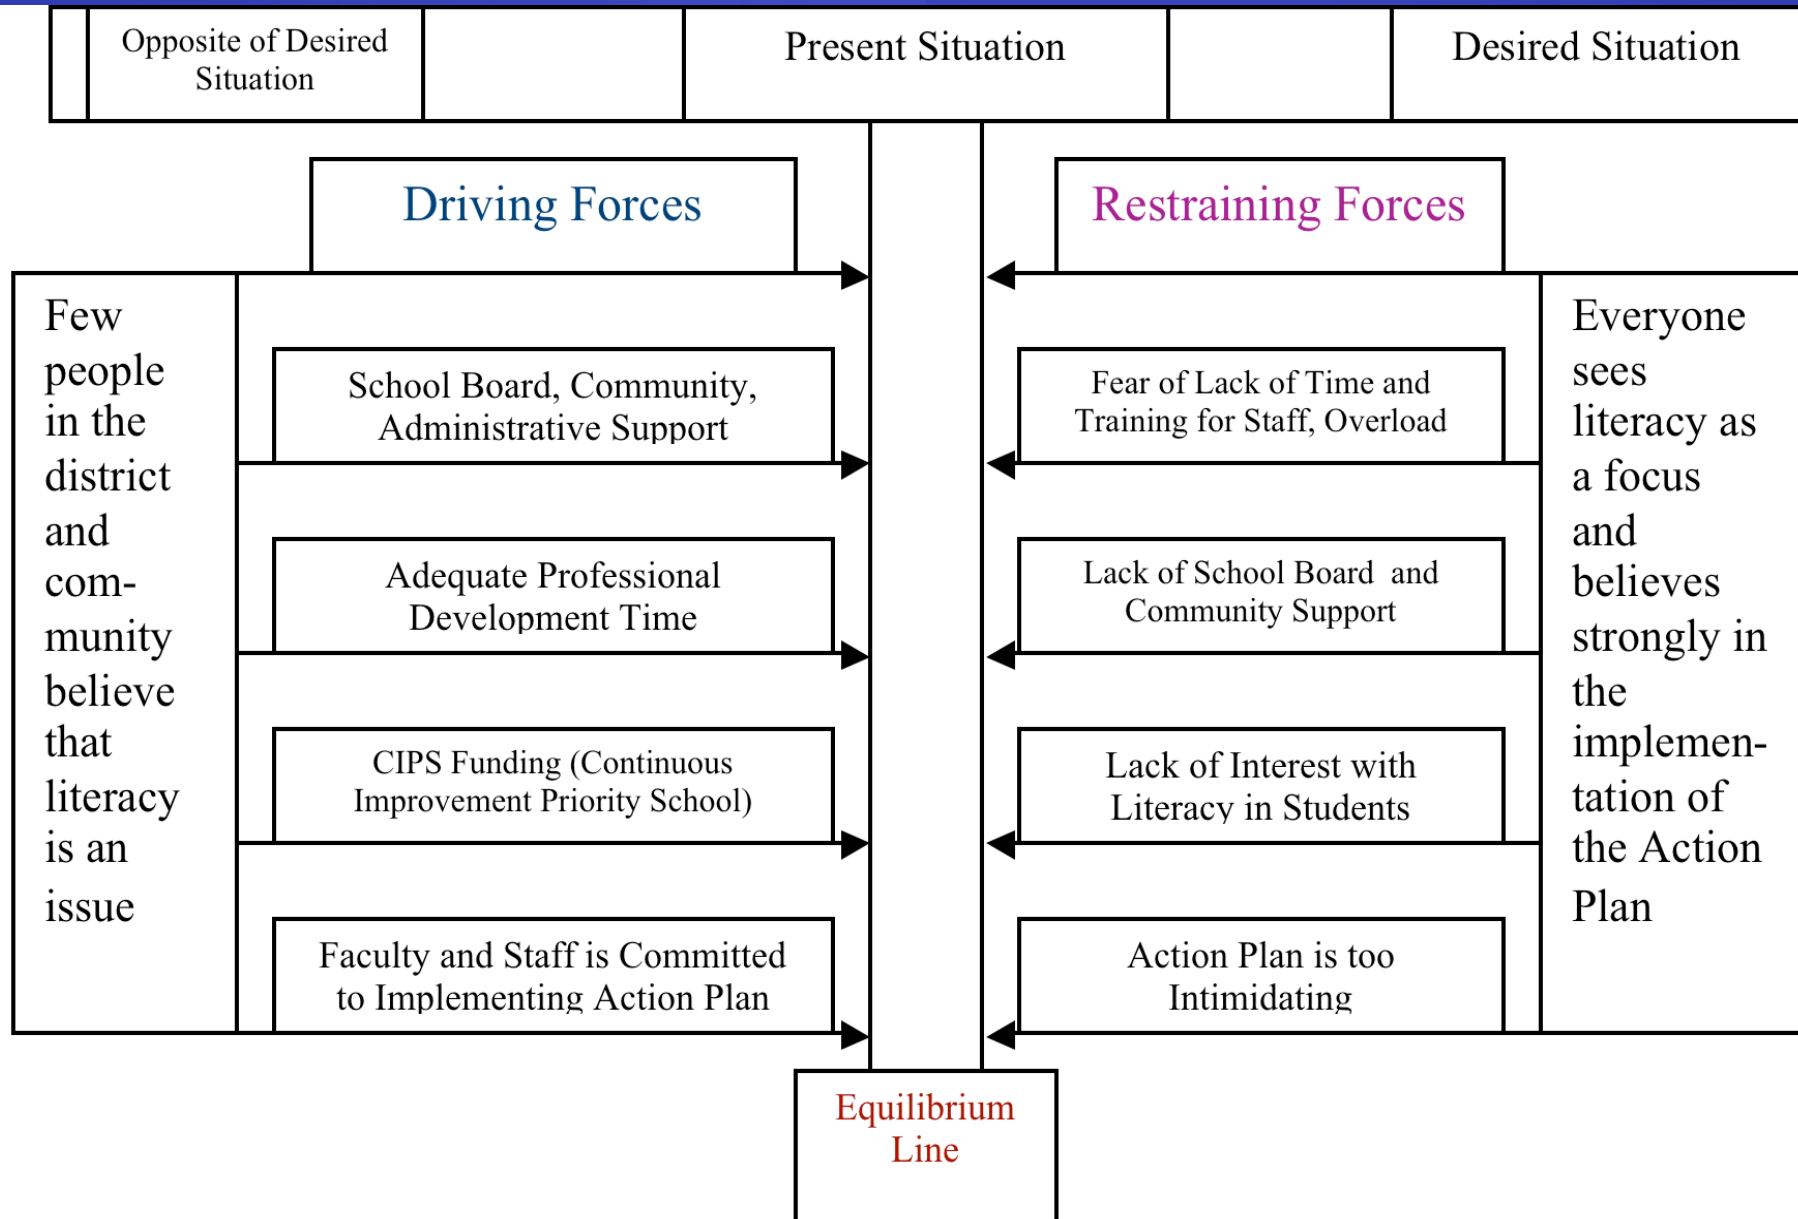 Opposite of Desired
Situation
Present Situation
Desired Situation
Driving Forces
Restraining Forces
Few
people
in the
district
and
com-
munity
believe
that
literacy
is an
issue
School Board, Community,
Administrative Support
Adequate Professional
Development Time
CIPS Funding (Continuous
Improvement Priority School)
Faculty and Staff is Committed
to Implementing Action Plan
Fear of Lack of Time and
Training for Staff, Overload
Lack of School Board and
Community Support
Lack of Interest with
Literacy in Students
Action Plan is too
Intimidating
Everyone
sees
literacy as
a focus
and
believes
strongly in
the
implemen-
tation of
the Action
Plan
Equilibrium
Line